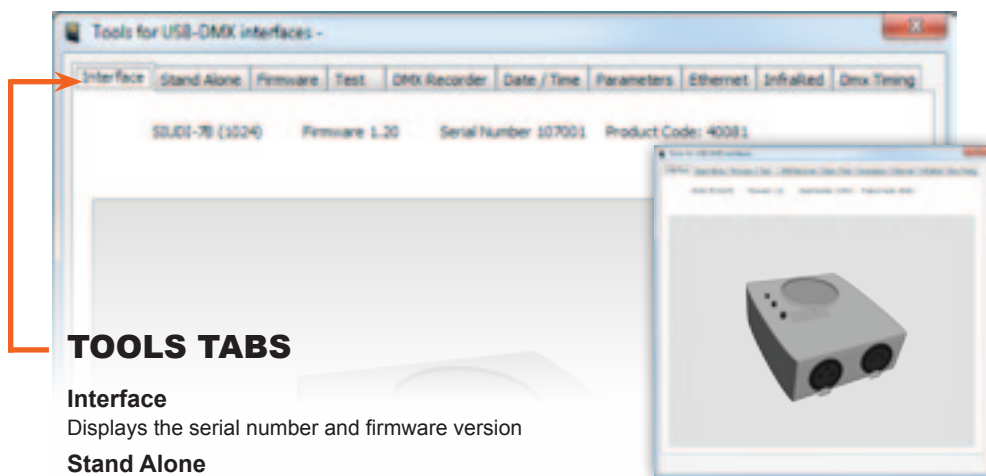 Tools for USB-DMX interfaces -
Interface Stand Alone Firmware Test DMX Recorder Date / Time Parameters Ethernet InfraRed Dmx Timing
SIUDI-7B (1024) Firmware 1.20 Serial Number 107001 Product Code: 40081
TOOLS TABS
Interface
Displays the serial number and firmware version
Stand Alone